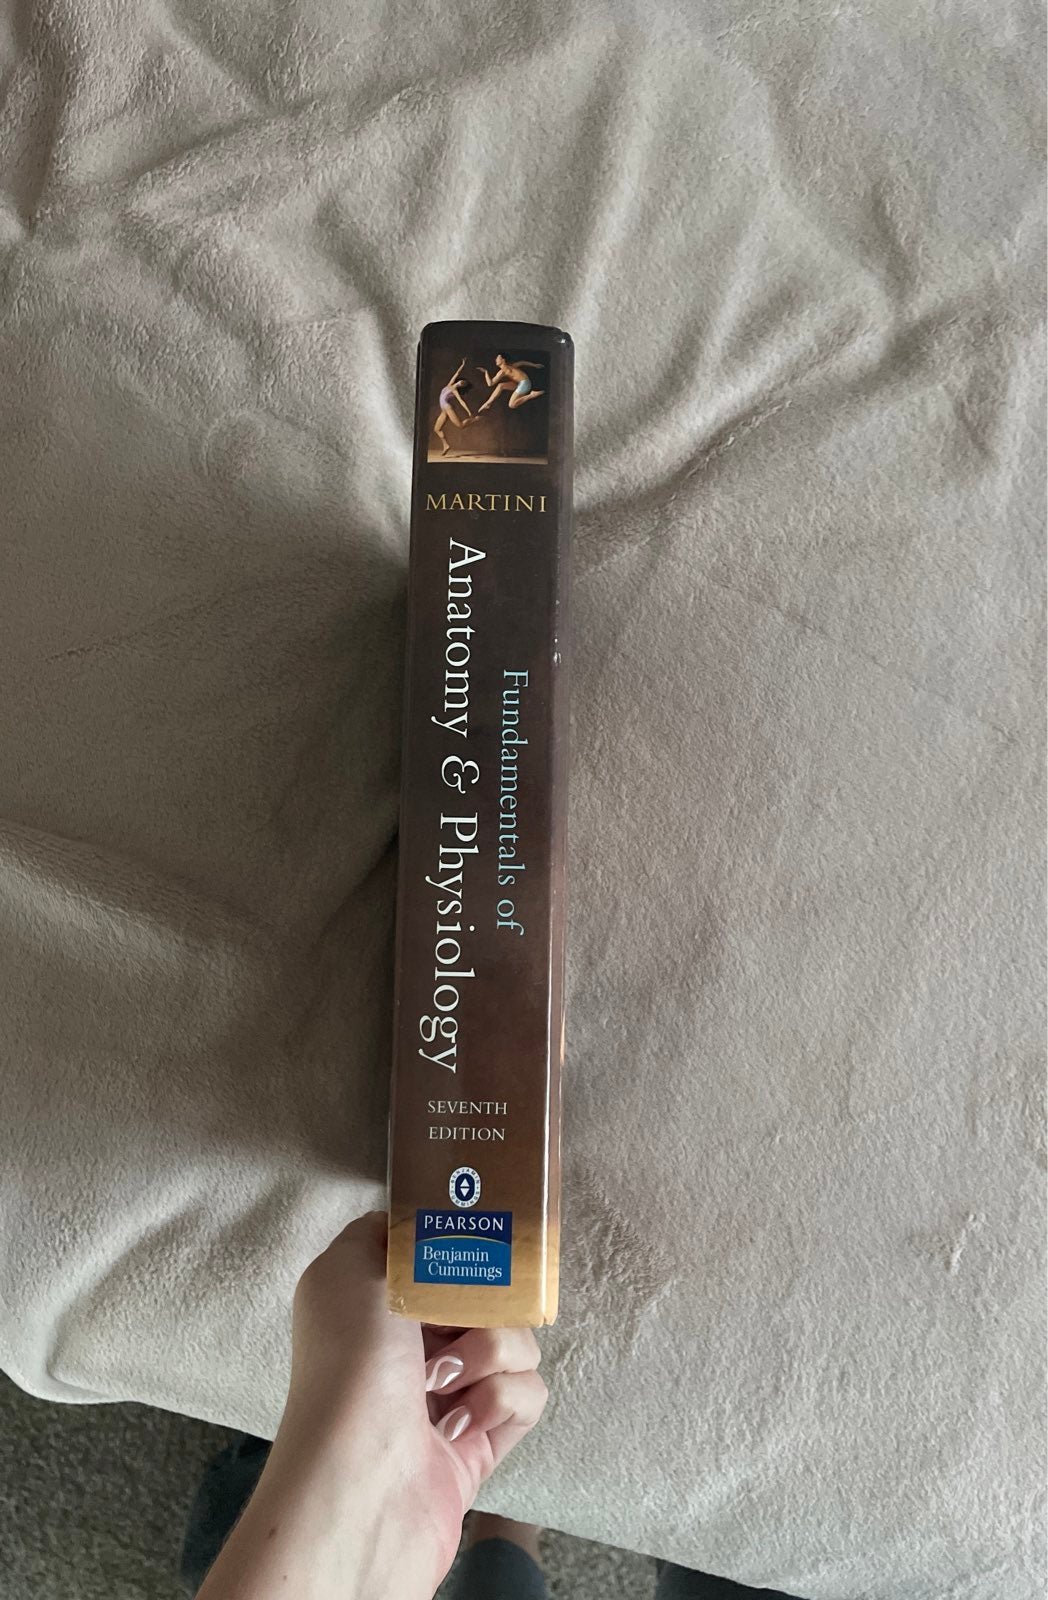 MARTINI
Fundamentals of
Anatomy & Physiology
SEVENTH
EDITION
PEARSON
Benjamin
Cummings